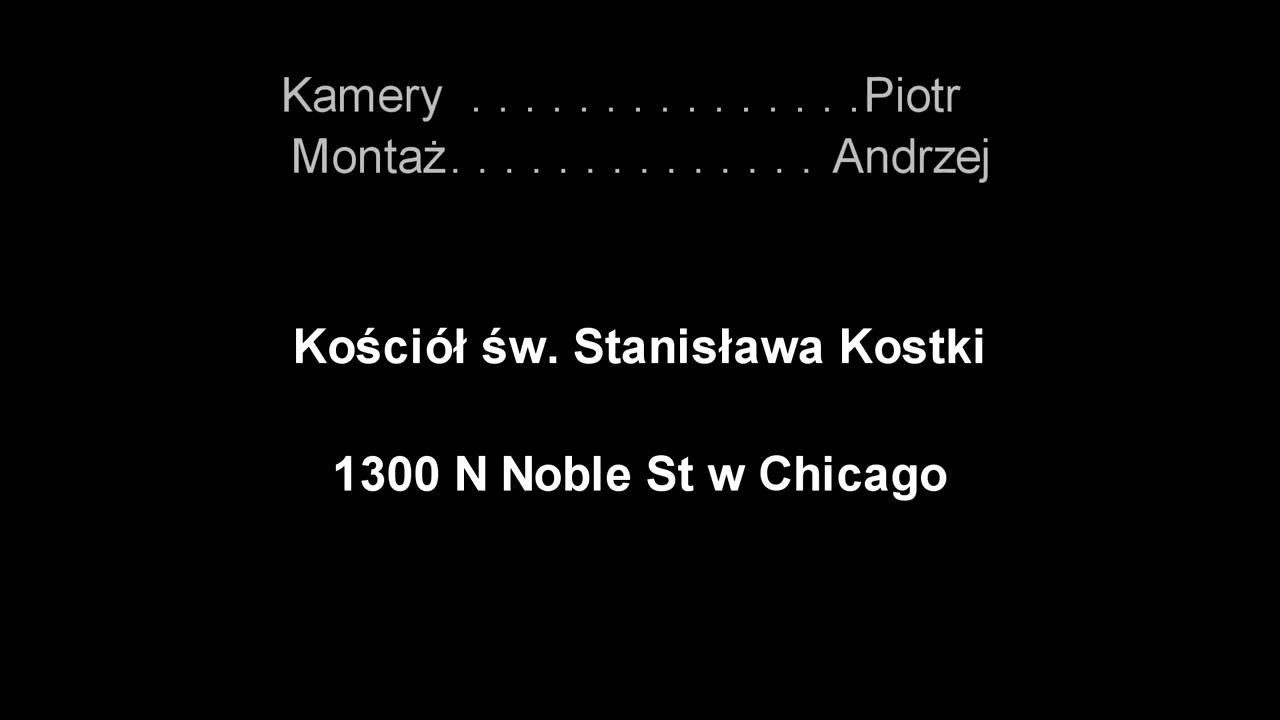 Kamery . . . . . . . . . . . . . . .Piotr
Montaż. . . . . . . . . . . . . . Andrzej
Kościół św. Stanisława Kostki
1300 N Noble St w Chicago